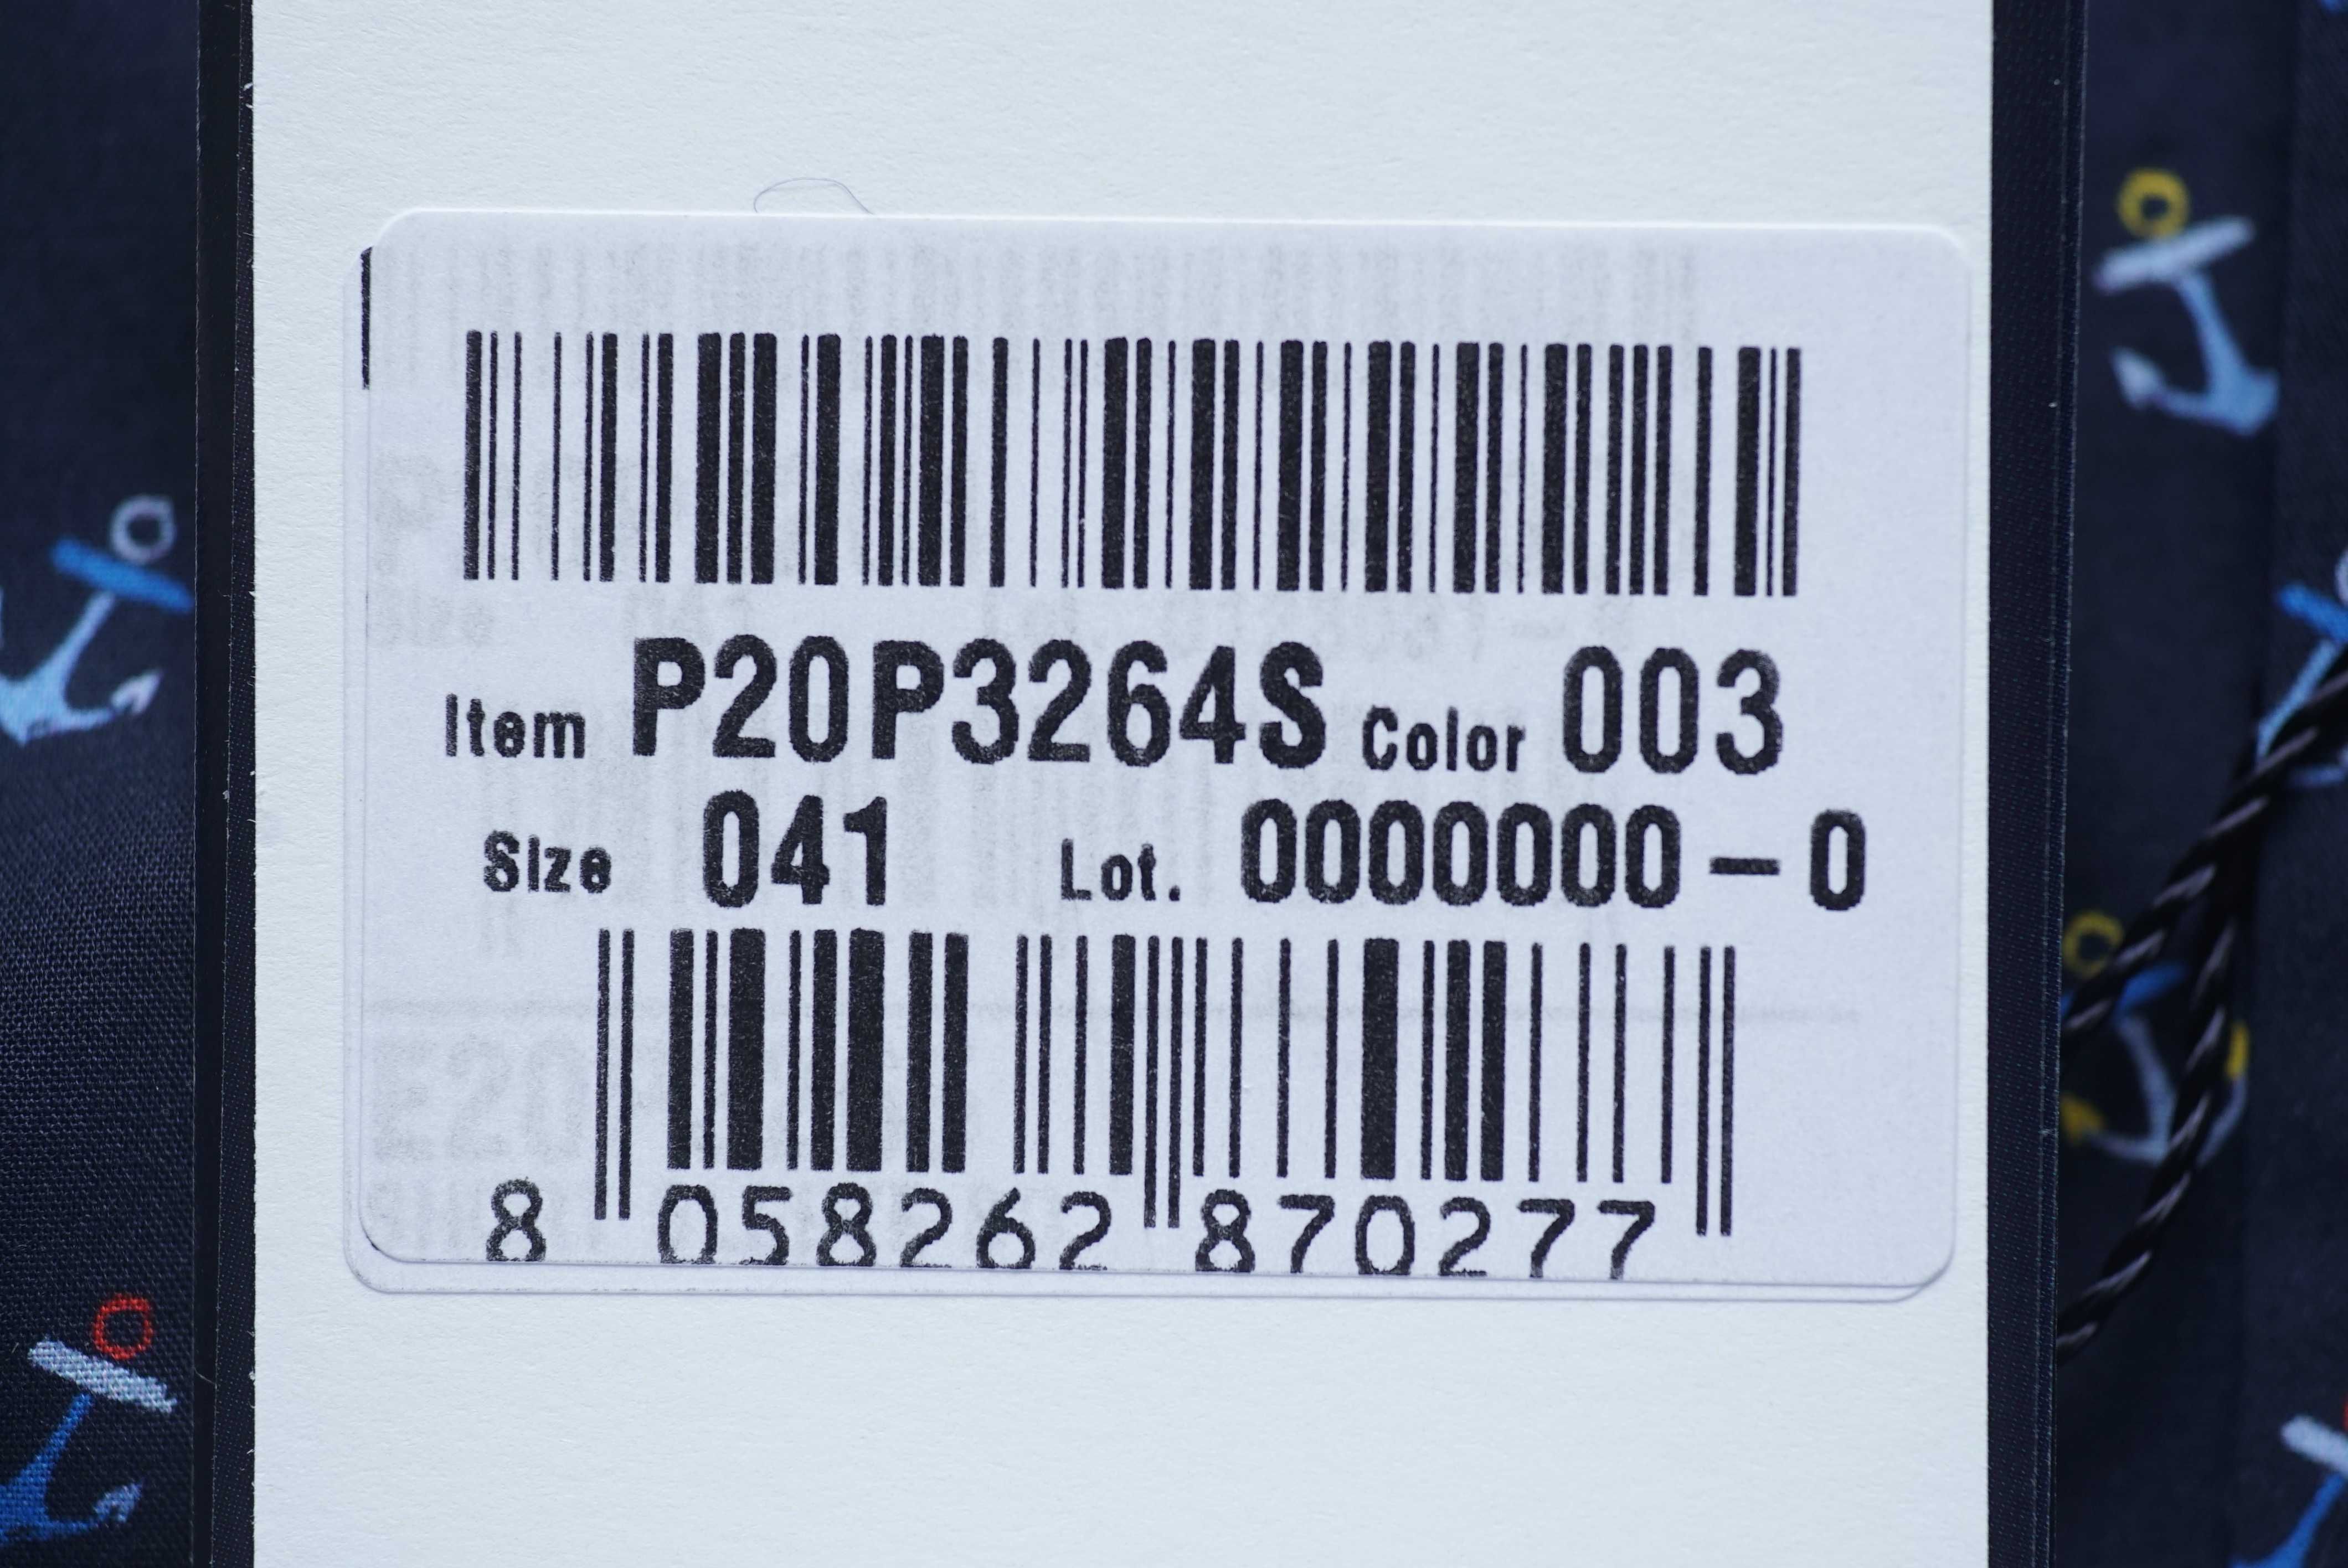 Item P20P3264S Color 003
Size 041 Lot. 0000000-0
8 058262 870277